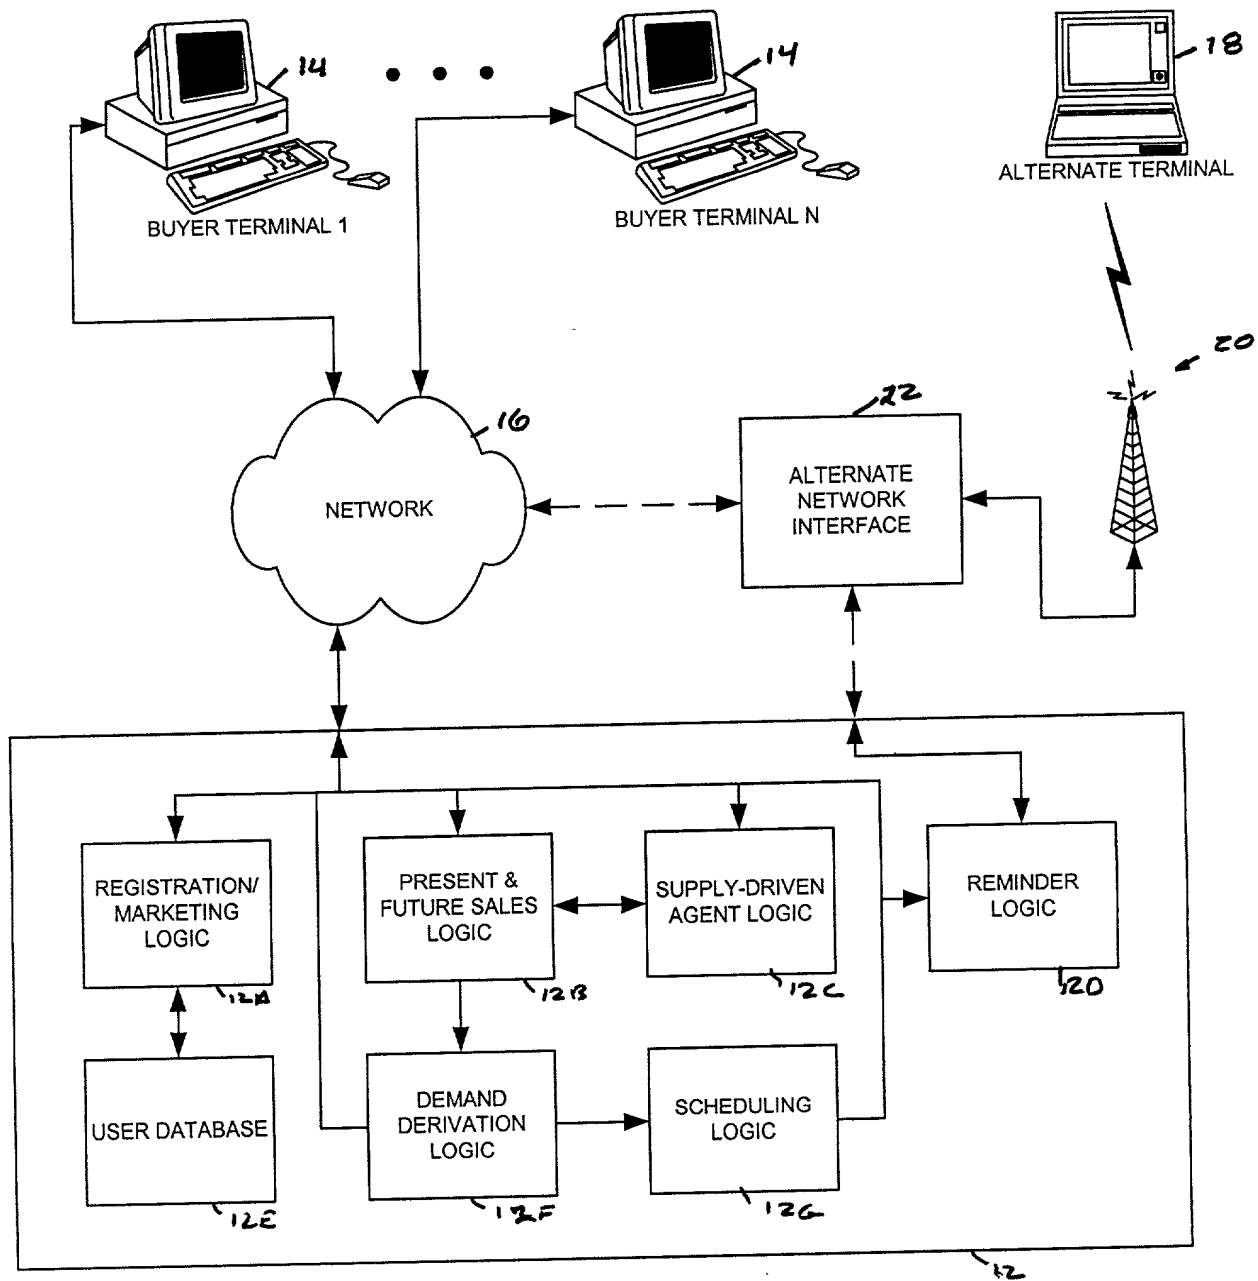 14
14
18
BUYER TERMINAL 1
BUYER TERMINAL N
ALTERNATE TERMINAL
20
16
22
NETWORK
ALTERNATE
NETWORK
INTERFACE
REGISTRATION/
MARKETING
LOGIC
PRESENT &
FUTURE SALES
LOGIC
SUPPLY-DRIVEN
AGENT LOGIC
REMINDER
LOGIC
12A
12B
12C
12D
USER DATABASE
DEMAND
DERIVATION
LOGIC
SCHEDULING
LOGIC
12E
12F
12G
12